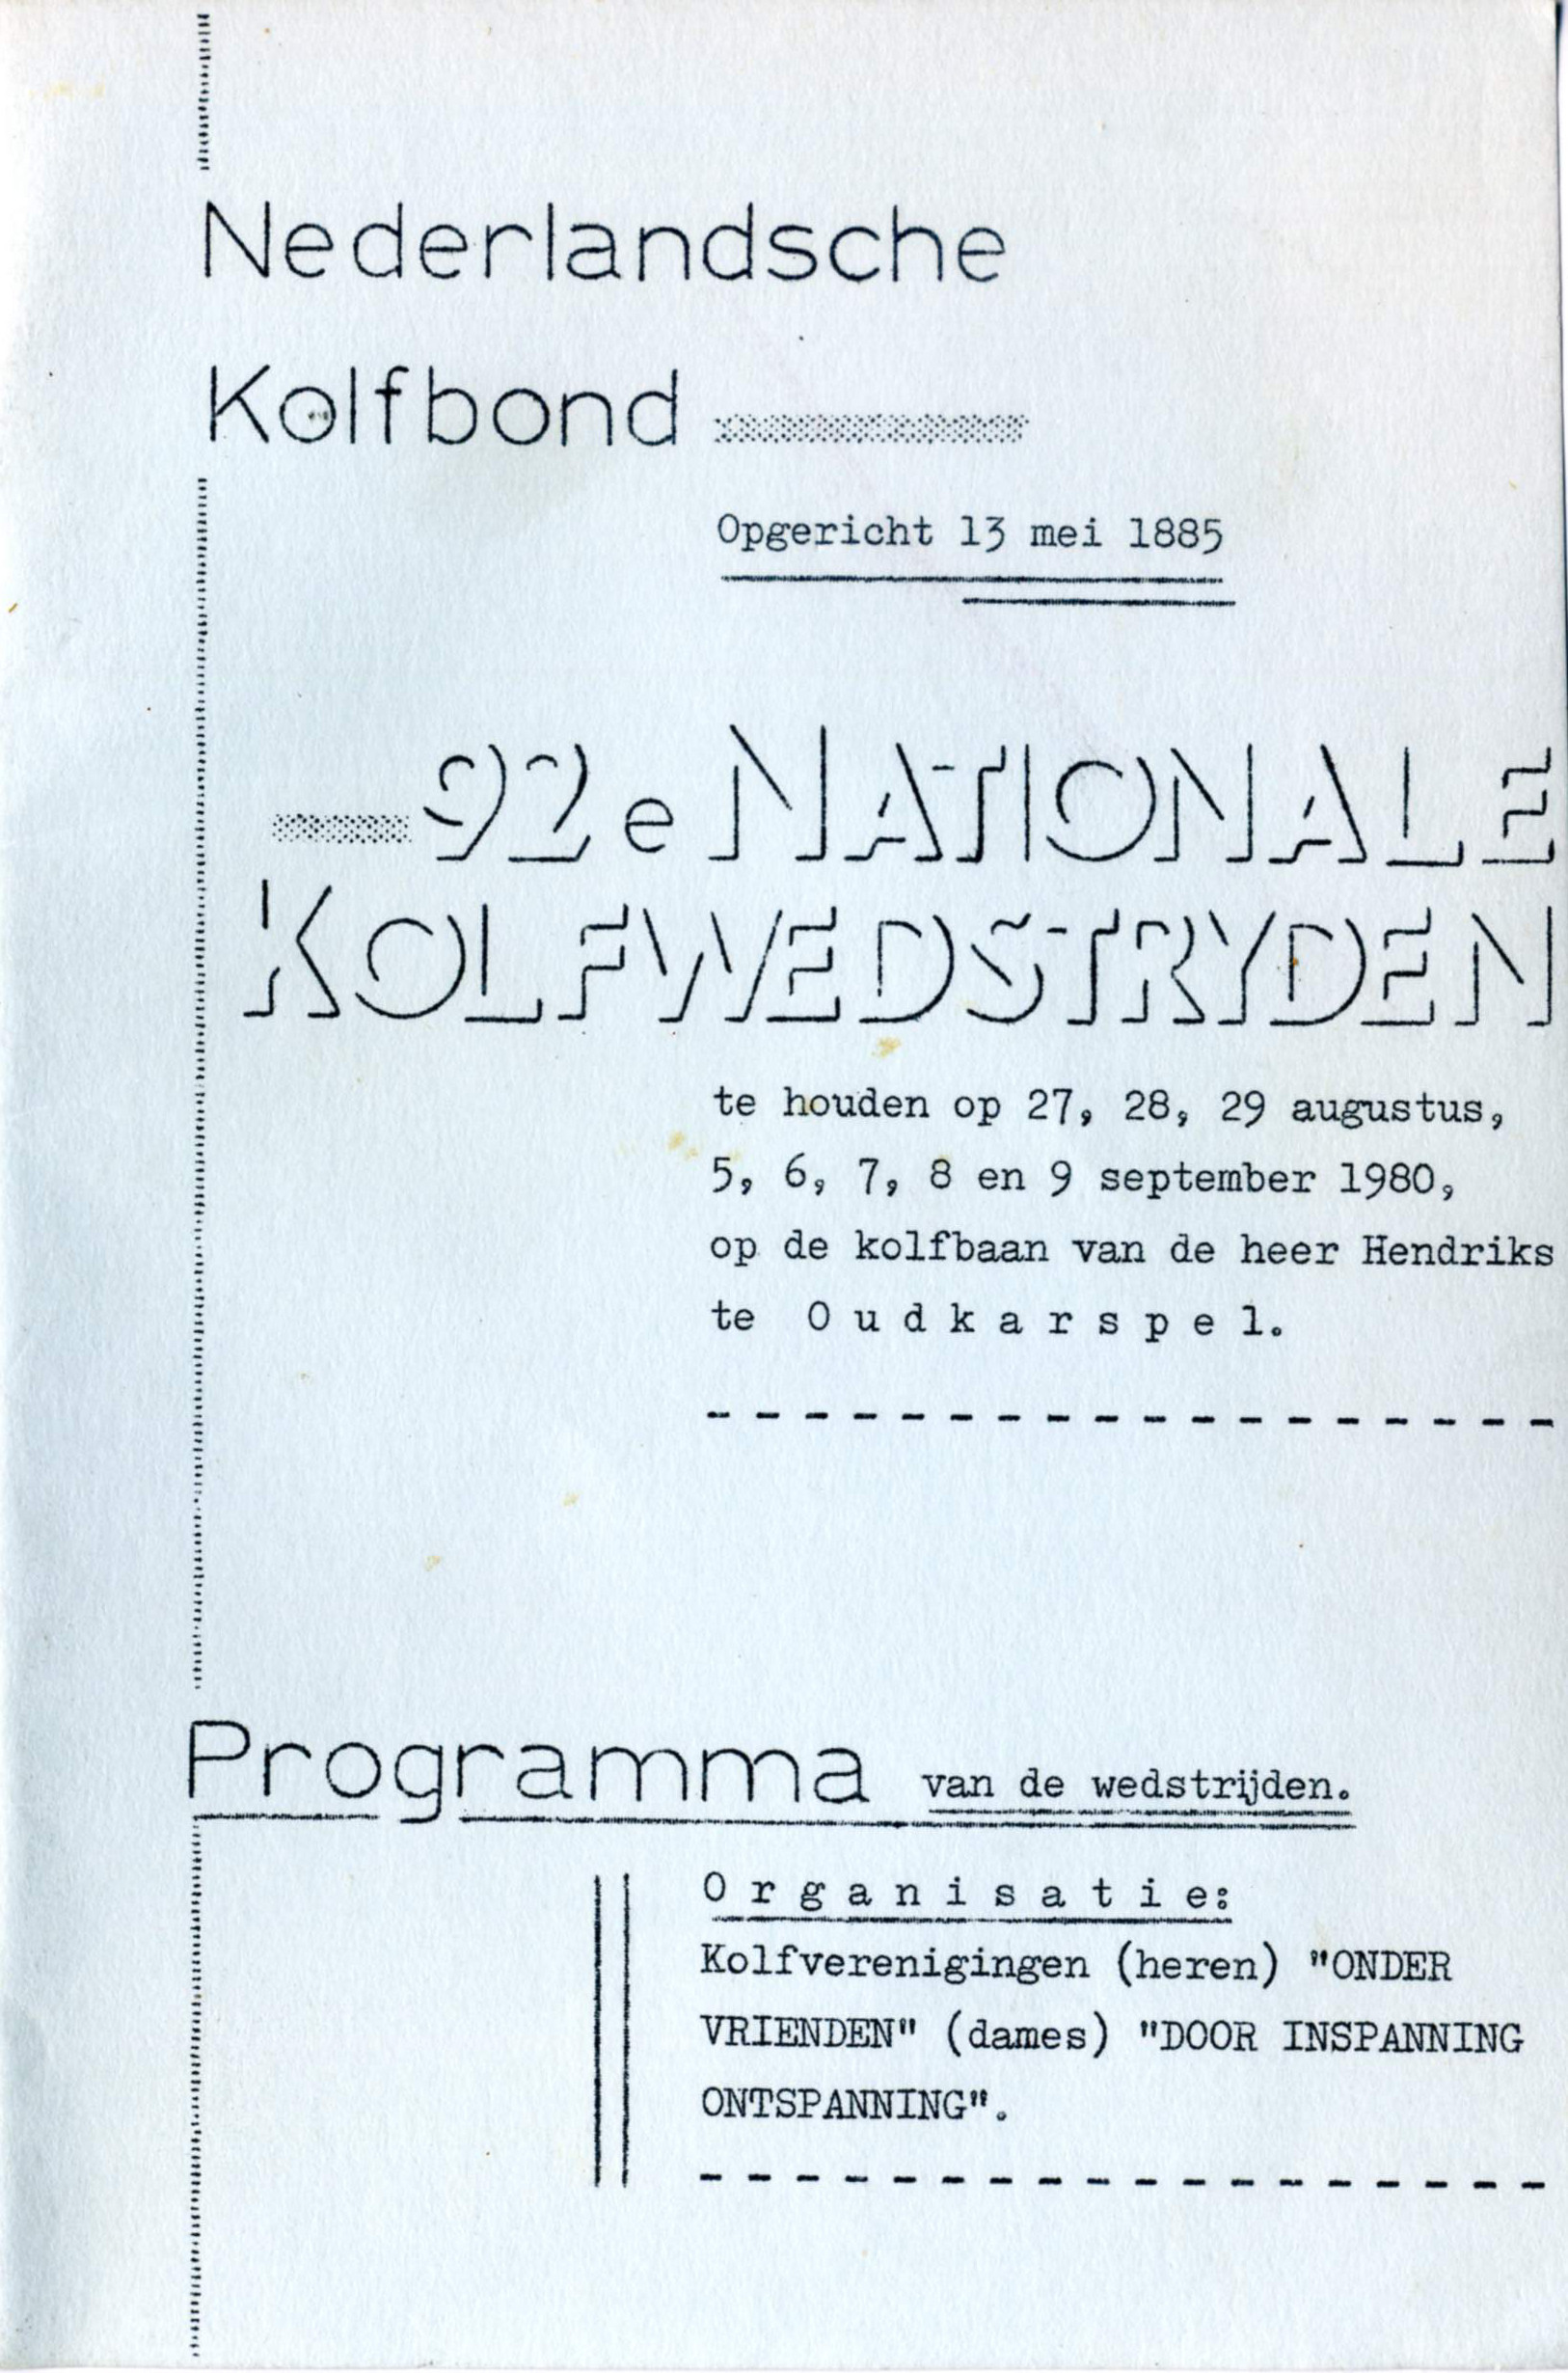 Nederlandsche
Kolfbond
Opgericht 13 mei 1885
92e NATIONALE
KOLFWEDSTRYDEN
te houden op 27, 28, 29 augustus,
5, 6, 7, 8 en 9 september 1980,
op de kolfbaan van de heer Hendriks
te O u d k a r s p e l.
Programma van de wedstrijden.
O r g a n i s a t i e:
Kolfverenigingen (heren) "ONDER
VRIENDEN" (dames) "DOOR INSPANNING
ONTSPANNING".